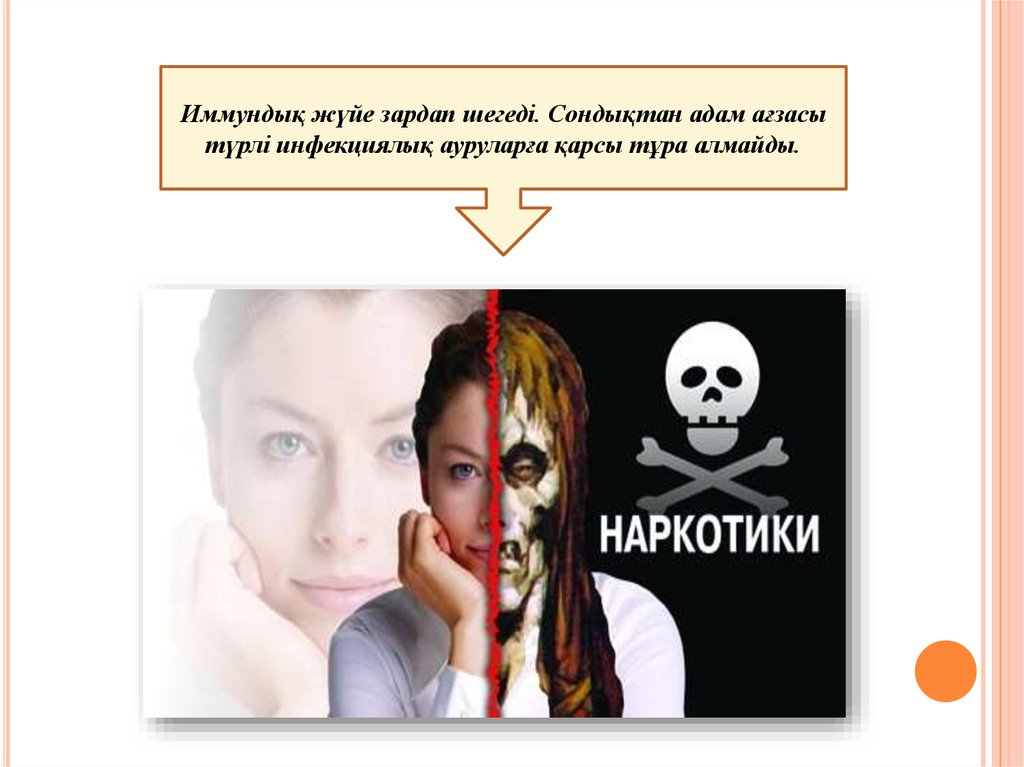 Иммундық жүйе зардап шегеді. Сондықтан адам ағзасы
түрлі инфекциялық ауруларға қарсы тұра алмайды.
НАРКОТИКИ